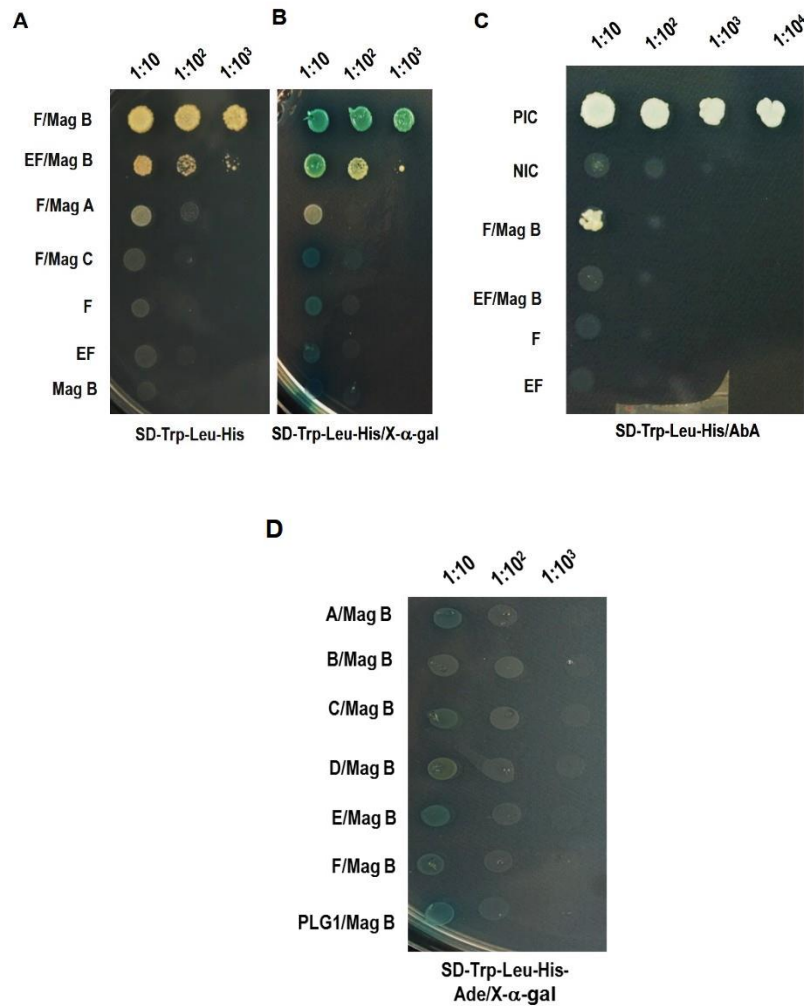 A
1:10
1:10²
1:10³
F/Mag B
EF/Mag B
F/Mag A
F/Mag C
F
EF
Mag B
SD-Trp-Leu-His
B
1:10
1:10²
1:10³
SD-Trp-Leu-His/X-α-gal
C
1:10
1:10²
1:10³
1:10⁴
PIC
NIC
F/Mag B
EF/Mag B
F
EF
SD-Trp-Leu-His/AbA
D
1:10
1:10²
1:10³
A/Mag B
B/Mag B
C/Mag B
D/Mag B
E/Mag B
F/Mag B
PLG1/Mag B
SD-Trp-Leu-His-
Ade/X-α-gal